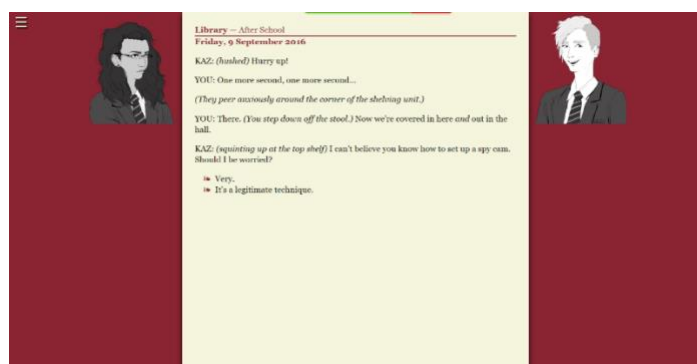 Library — After School
Friday, 9 September 2016
KAZ: (hushed) Hurry up!
YOU: One more second, one more second...
(They peer anxiously around the corner of the shelving unit.)
YOU: There. (You step down off the stool.) Now we're covered in here and out in the
hall.
KAZ: (squinting up at the top shelf) I can't believe you know how to set up a spy cam.
Should I be worried?
Very.
It's a legitimate technique.